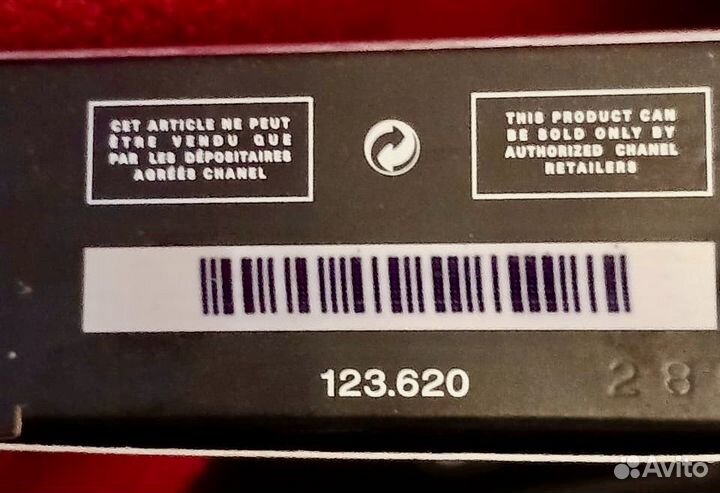 CET ARTICLE NE PEUT
ÊTRE VENDU QUE
PAR LES DÉPOSITAIRES
AGRÉÉS CHANEL
THIS PRODUCT CAN
BE SOLD ONLY BY
AUTHORIZED CHANEL
RETAILERS
123.620
28
Avito